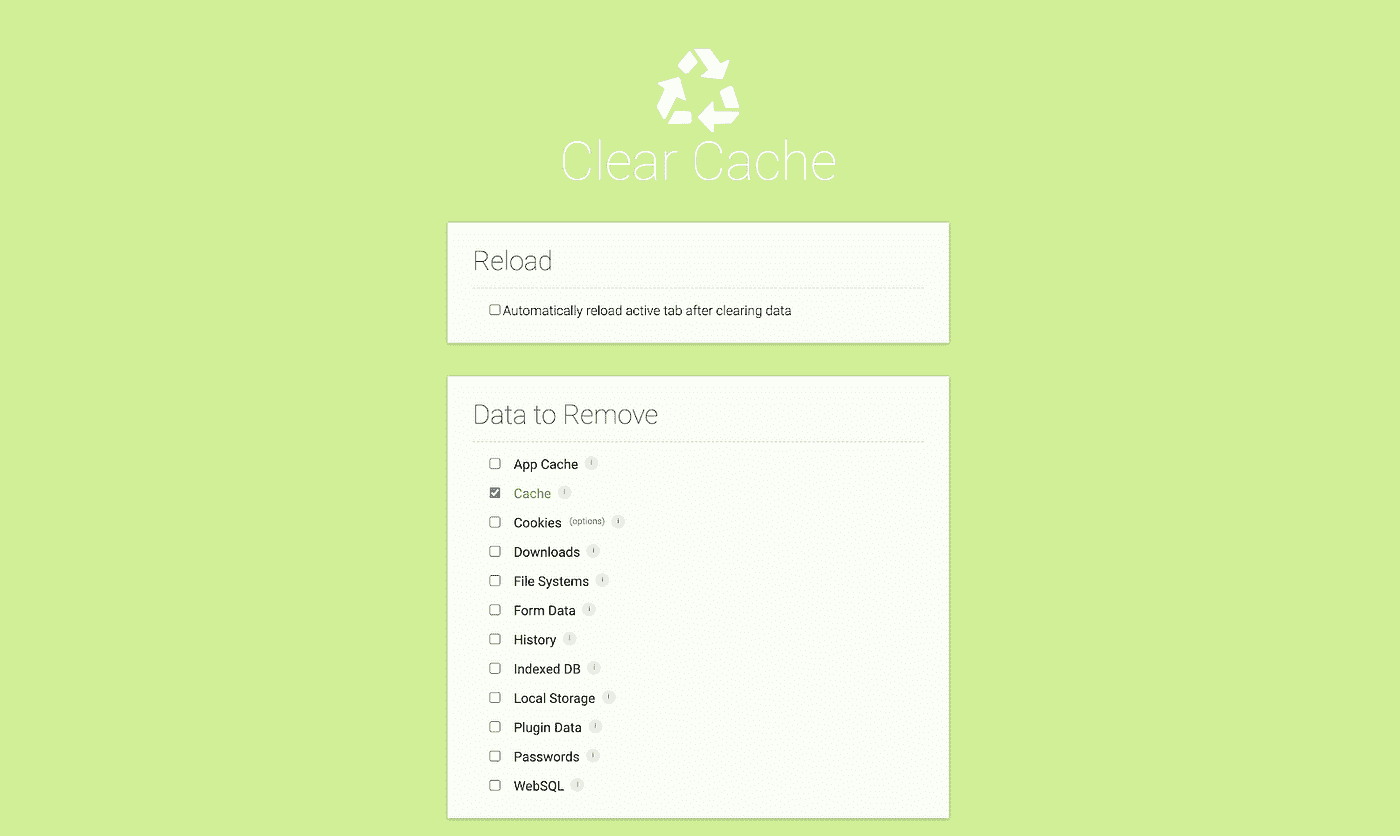 Clear Cache
Reload
Automatically reload active tab after clearing data
Data to Remove
App Cache i
Cache i
Cookies (options) i
Downloads i
File Systems i
Form Data i
History i
Indexed DB i
Local Storage i
Plugin Data i
Passwords i
WebSQL i